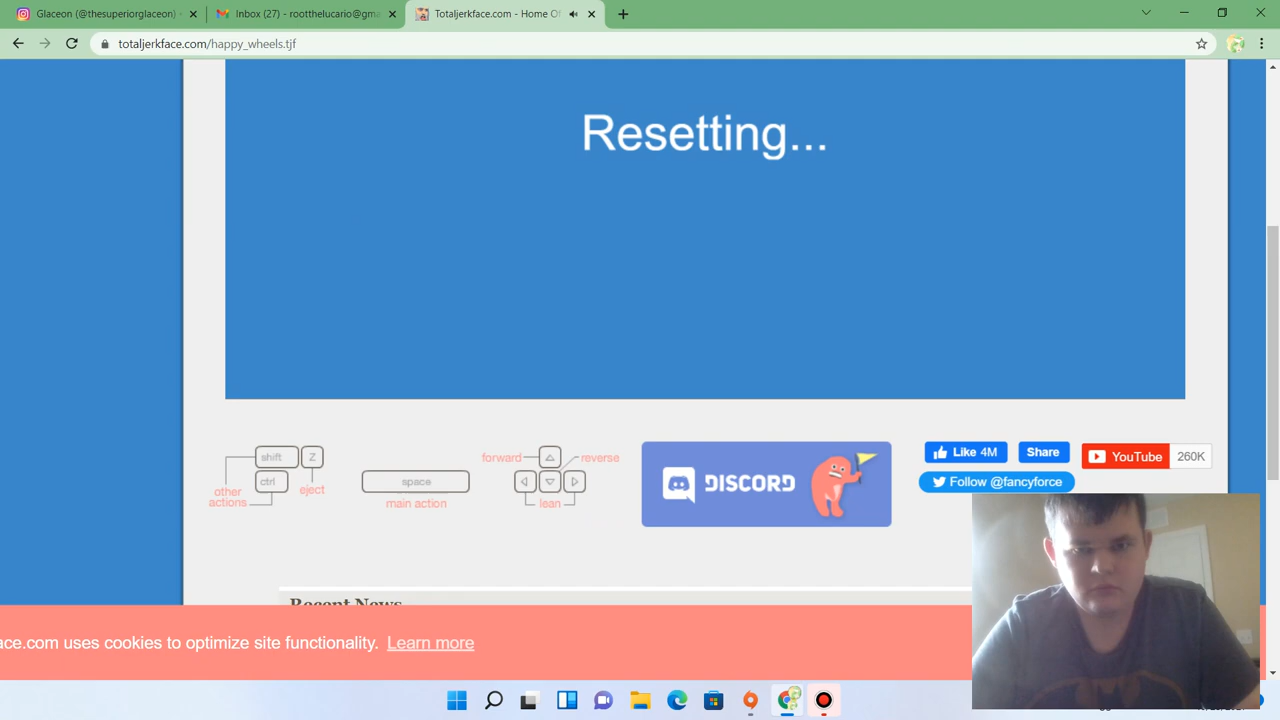 Glaceon (@thesuperiorglaceon)
Inbox (27) - rootthelucario@gma
Totaljerkface.com - Home Of
totaljerkface.com/happy_wheels.tjf
Resetting...
shift
Z
ctrl
other
actions
eject
space
main action
forward
reverse
lean
DISCORD
Like 4M
Share
YouTube
260K
Follow @fancyforce
Recent News
ace.com uses cookies to optimize site functionality. Learn more